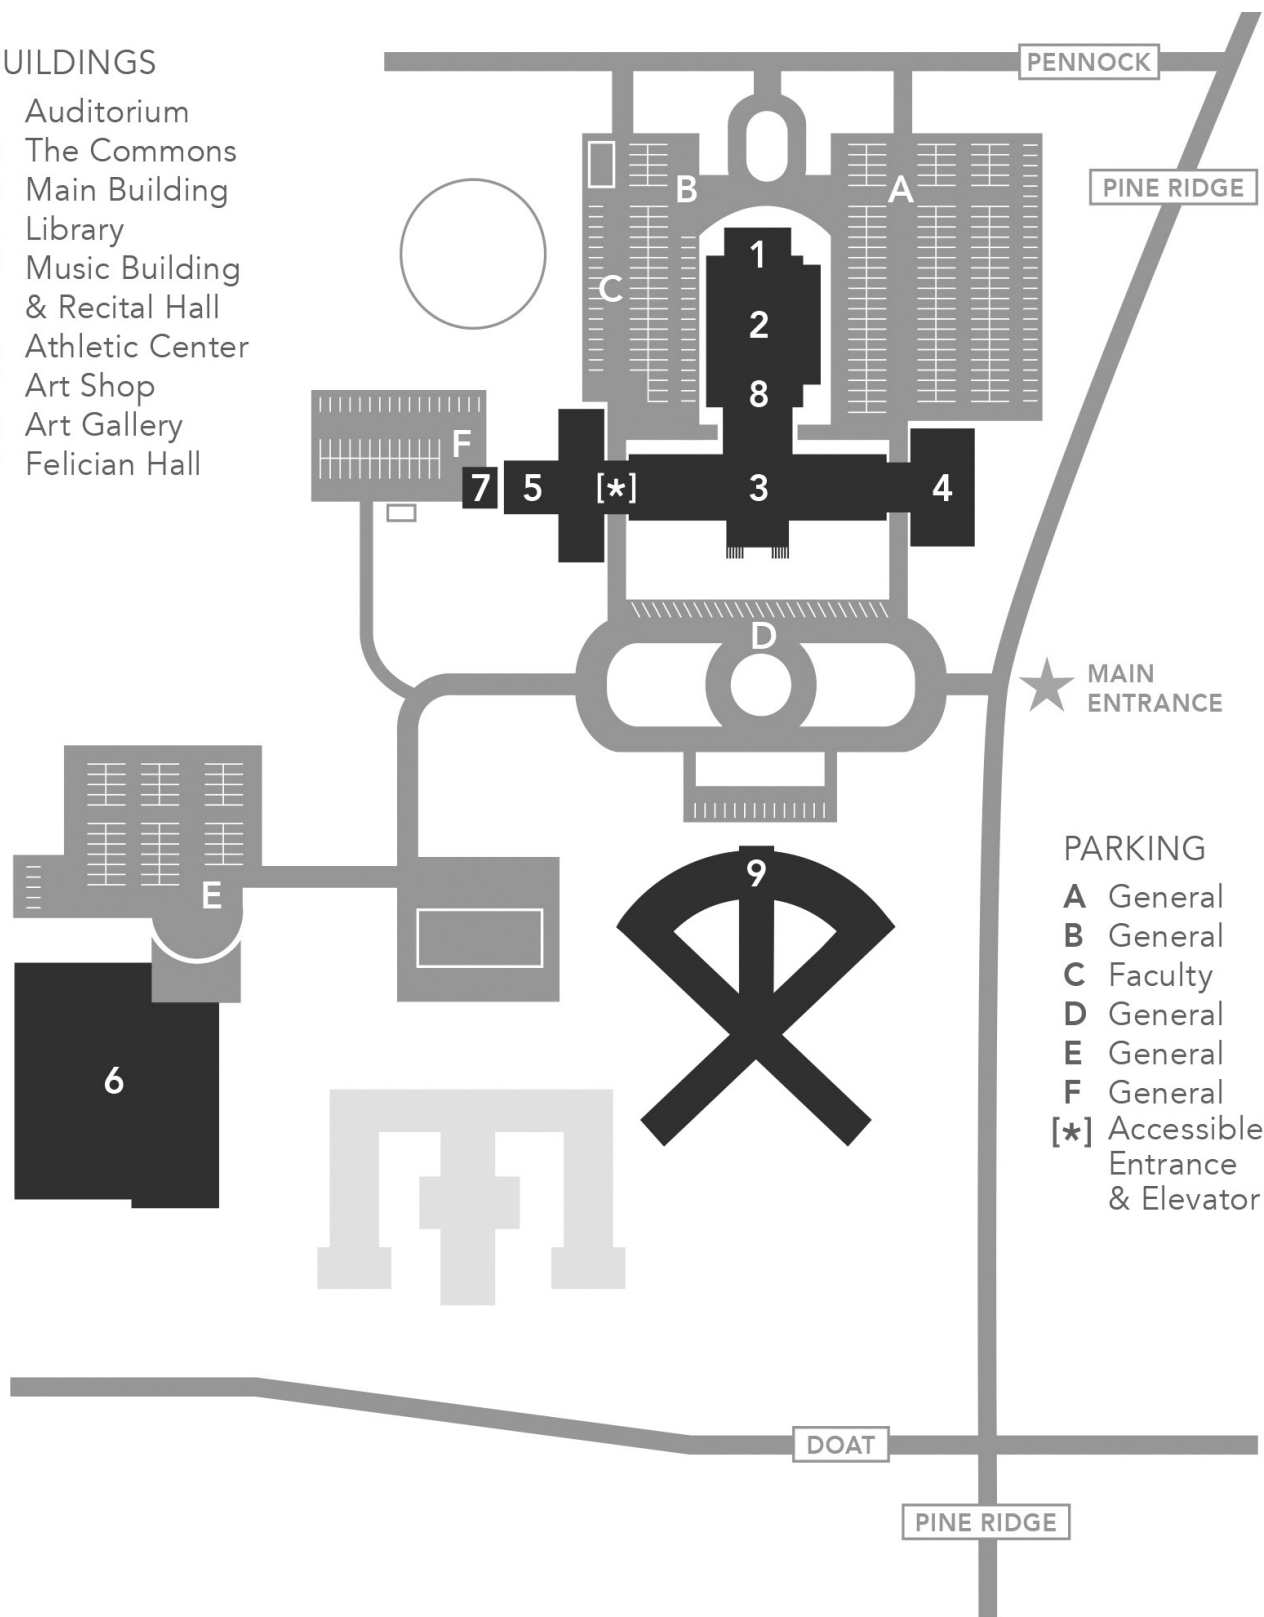 UILDINGS
Auditorium
The Commons
Main Building
Library
Music Building
& Recital Hall
Athletic Center
Art Shop
Art Gallery
Felician Hall
PENNOCK
PINE RIDGE
B
A
C
1
2
8
F
7
5
[*]
3
4
D
MAIN
ENTRANCE
E
9
6
PARKING
A General
B General
C Faculty
D General
E General
F General
[*] Accessible
Entrance
& Elevator
DOAT
PINE RIDGE